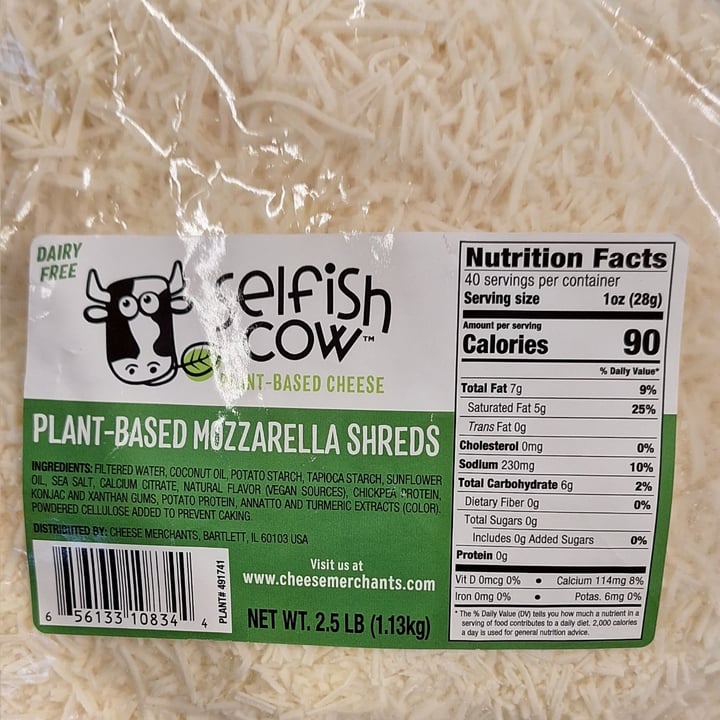 DAIRY
FREE
selfish
cow™
PLANT-BASED CHEESE
PLANT-BASED MOZZARELLA SHREDS
INGREDIENTS: FILTERED WATER, COCONUT OIL, POTATO STARCH, TAPIOCA STARCH, SUNFLOWER
OIL, SEA SALT, CALCIUM CITRATE, NATURAL FLAVOR (VEGAN SOURCES), CHICKPEA PROTEIN,
KONJAC AND XANTHAN GUMS, POTATO PROTEIN, ANNATTO AND TURMERIC EXTRACTS (COLOR).
POWDERED CELLULOSE ADDED TO PREVENT CAKING.
DISTRIBUTED BY: CHEESE MERCHANTS, BARTLETT, IL 60103 USA
6 56133 10834 4
PLANT# 491741
Visit us at
www.cheesemerchants.com
NET WT. 2.5 LB (1.13kg)
Nutrition Facts
40 servings per container
Serving size 1oz (28g)
Amount per serving
Calories 90
% Daily Value*
Total Fat 7g 9%
Saturated Fat 5g 25%
Trans Fat 0g
Cholesterol 0mg 0%
Sodium 230mg 10%
Total Carbohydrate 6g 2%
Dietary Fiber 0g 0%
Total Sugars 0g
Includes 0g Added Sugars 0%
Protein 0g
Vit D 0mcg 0% • Calcium 114mg 8%
Iron 0mg 0% • Potas. 6mg 0%
* The % Daily Value (DV) tells you how much a nutrient in a
serving of food contributes to a daily diet. 2,000 calories
a day is used for general nutrition advice.